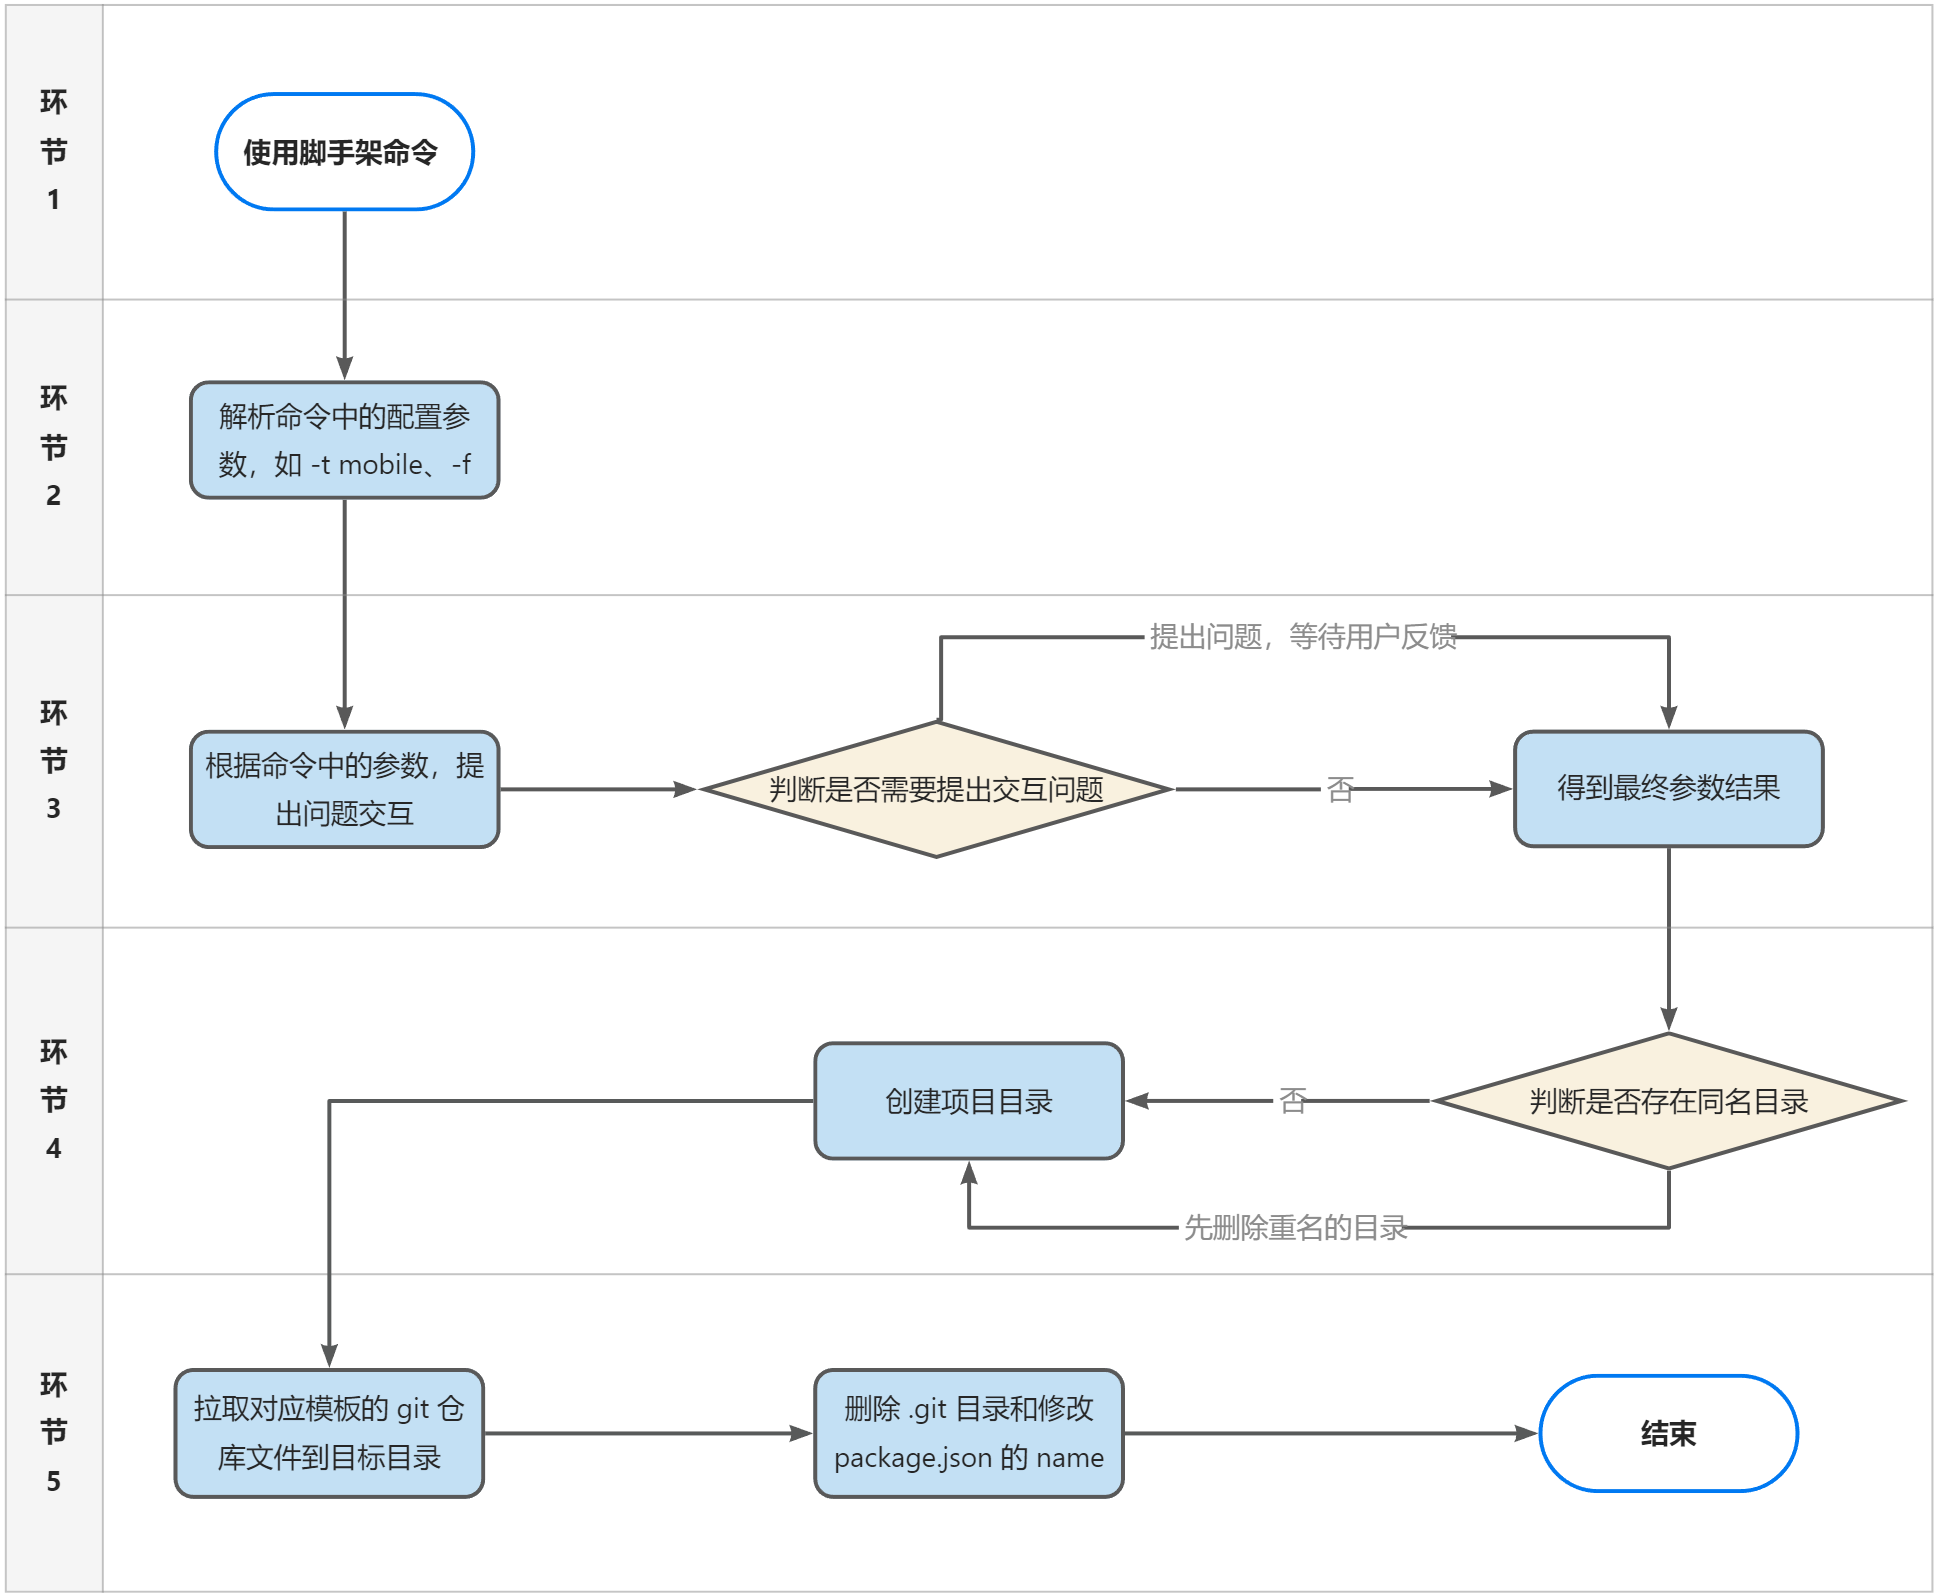 环
节
1
使用脚手架命令
环
节
2
解析命令中的配置参
数，如 -t mobile、-f
环
节
3
提出问题，等待用户反馈
根据命令中的参数，提
出问题交互
判断是否需要提出交互问题
否
得到最终参数结果
环
节
4
创建项目目录
否
判断是否存在同名目录
先删除重名的目录
环
节
5
拉取对应模板的 git 仓
库文件到目标目录
删除 .git 目录和修改
package.json 的 name
结束